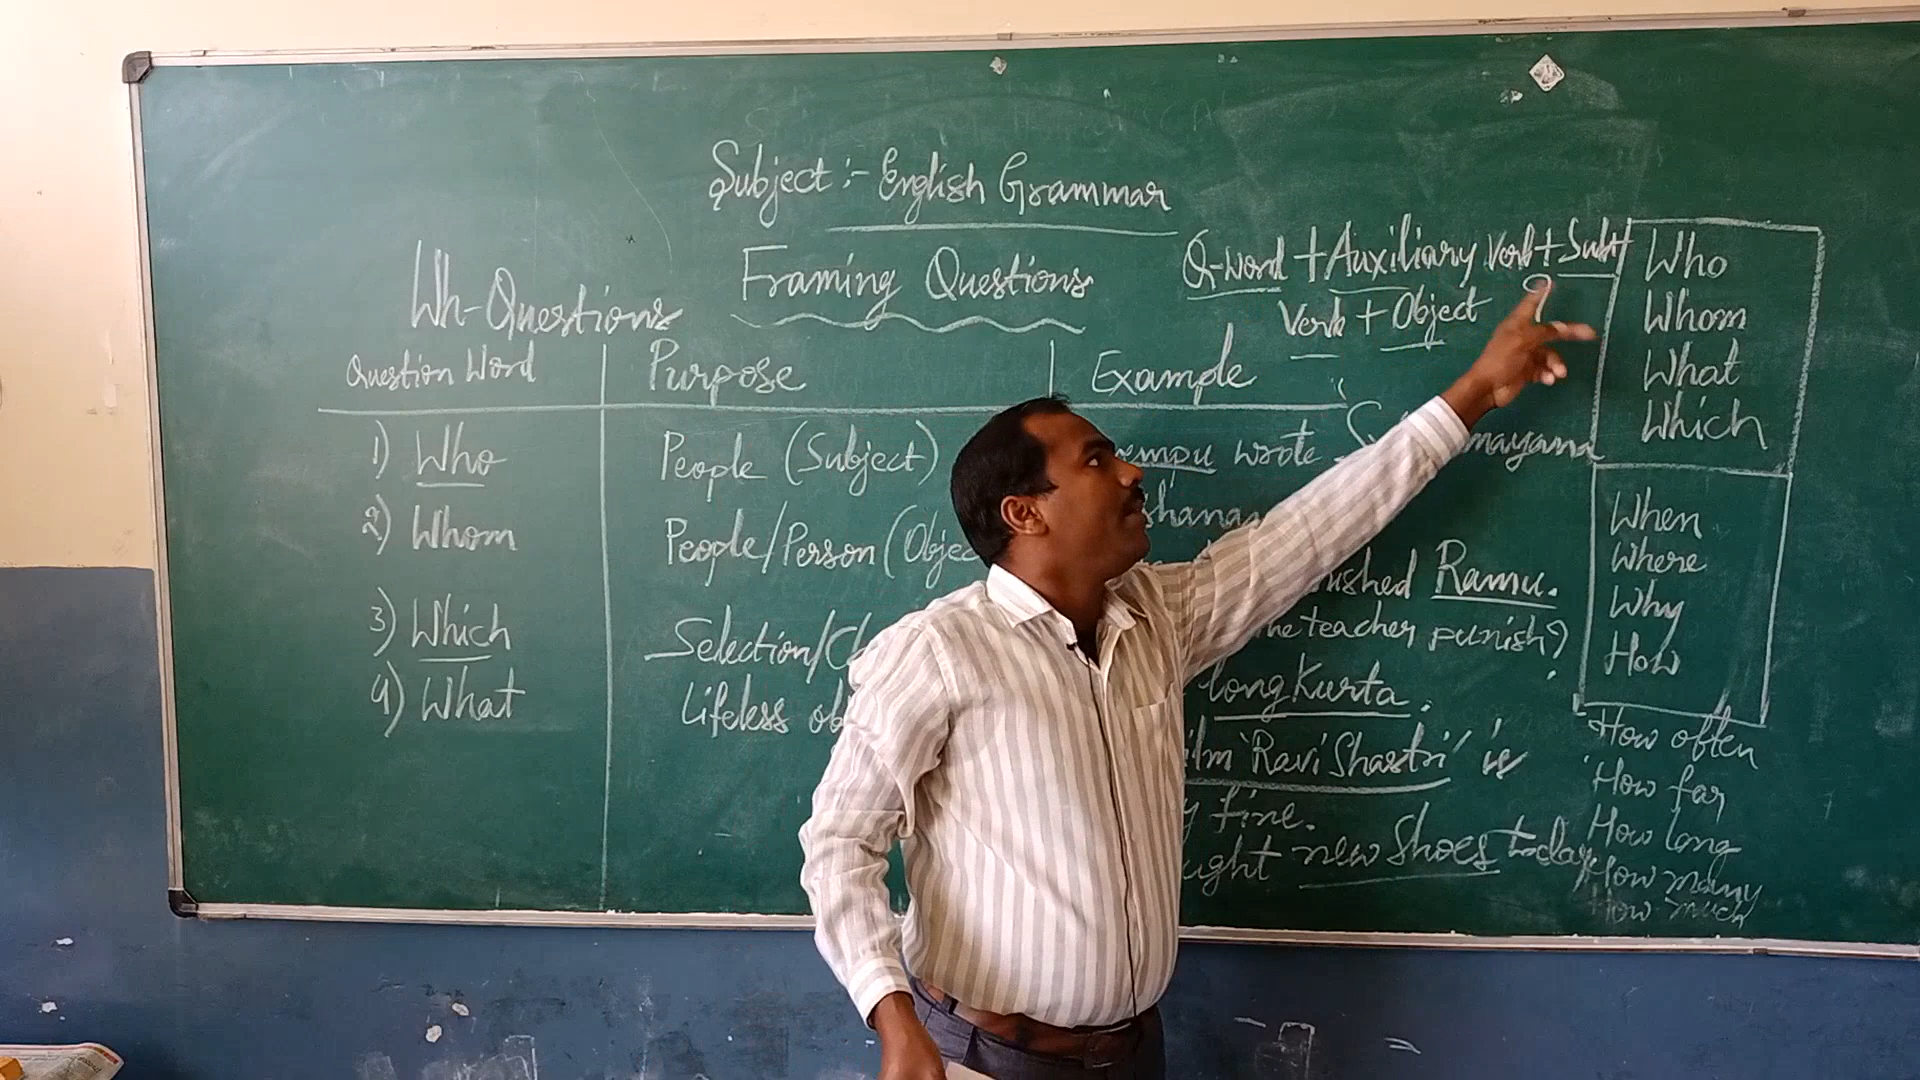 Subject :- English Grammar
Wh-Questions
Framing Questions
Q-word + Auxiliary Verb + Subt
Verb + Object ?
Question Word Purpose Example
1) Who People (Subject) wrote
2) Whom People/Person (
Ramu.
the teacher punish?
3) Which Selection/
long Kurta.
4) What Lifeless
'Ravi Shastri' is
fine.
new Shoes today
Who
Whom
What
Which
When
Where
Why
How
How often
How far
How long
How many
How much